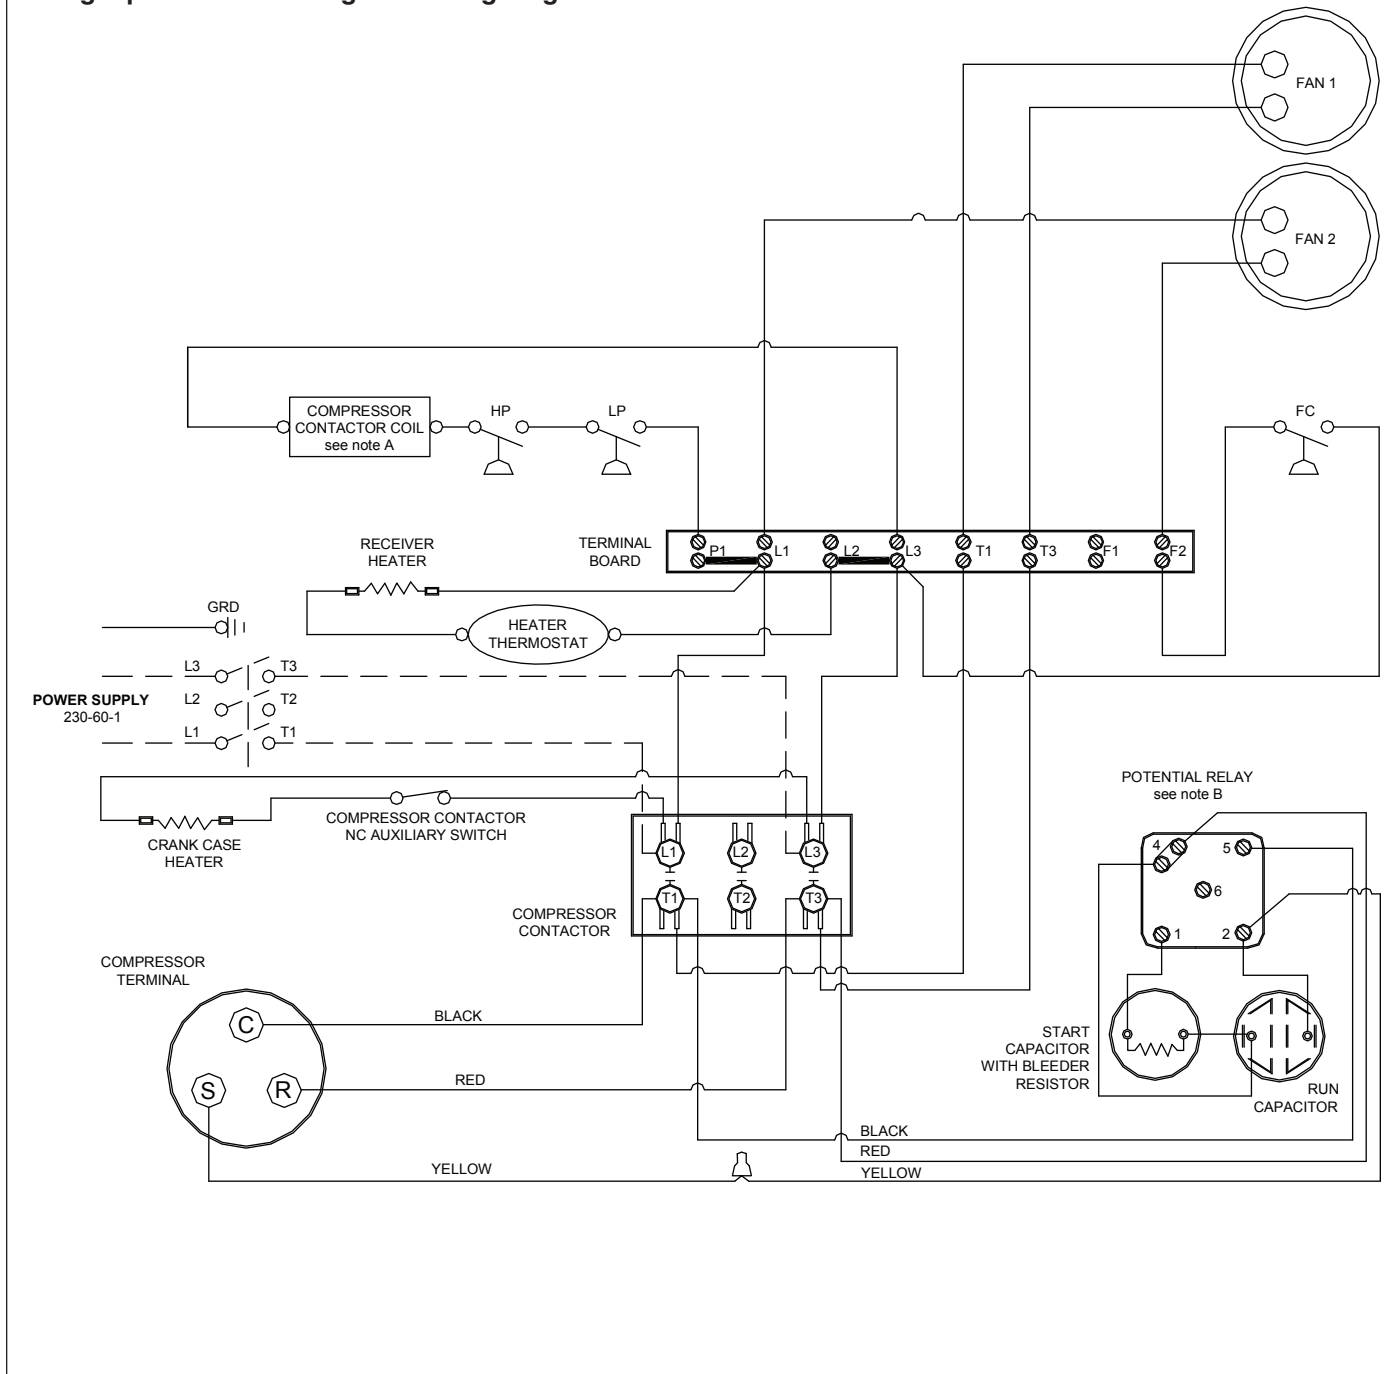 FAN 1
FAN 2
COMPRESSOR
CONTACTOR COIL
see note A
HP
LP
FC
RECEIVER
HEATER
TERMINAL
BOARD
P1 L1 L2 L3 T1 T3 F1 F2
GRD
HEATER
THERMOSTAT
L3 T3
POWER SUPPLY
230-60-1
L2 T2
L1 T1
POTENTIAL RELAY
see note B
COMPRESSOR CONTACTOR
NC AUXILIARY SWITCH
CRANK CASE
HEATER
L1 L2 L3
T1 T2 T3
COMPRESSOR
CONTACTOR
4 5
6
1 2
COMPRESSOR
TERMINAL
C
S R
BLACK
RED
YELLOW
START
CAPACITOR
WITH BLEEDER
RESISTOR
RUN
CAPACITOR
BLACK
RED
YELLOW